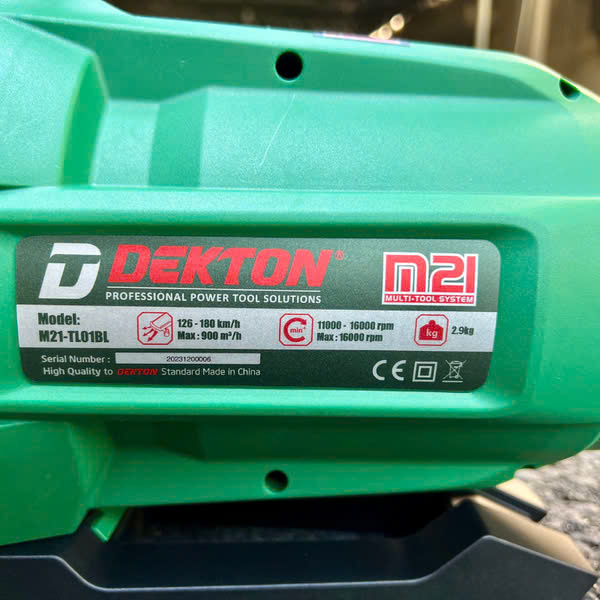 DEKTON®
PROFESSIONAL POWER TOOL SOLUTIONS
M21
MULTI-TOOL SYSTEM
Model:
M21-TL01BL
126 - 180 km/h
Max : 900 m³/h
min⁻¹
11000 - 16000 rpm
Max : 16000 rpm
kg
2.9kg
Serial Number :
20231200006
High Quality to DEKTON Standard Made in China
CE